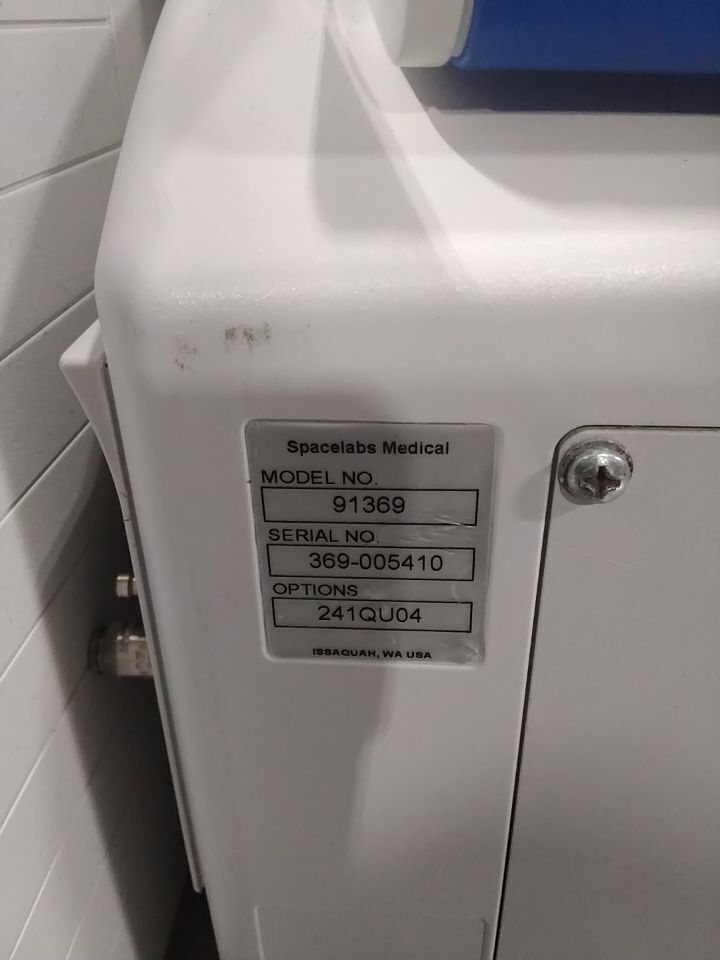 Spacelabs Medical
MODEL NO.
91369
SERIAL NO.
369-005410
OPTIONS
241QU04
ISSAQUAH, WA USA